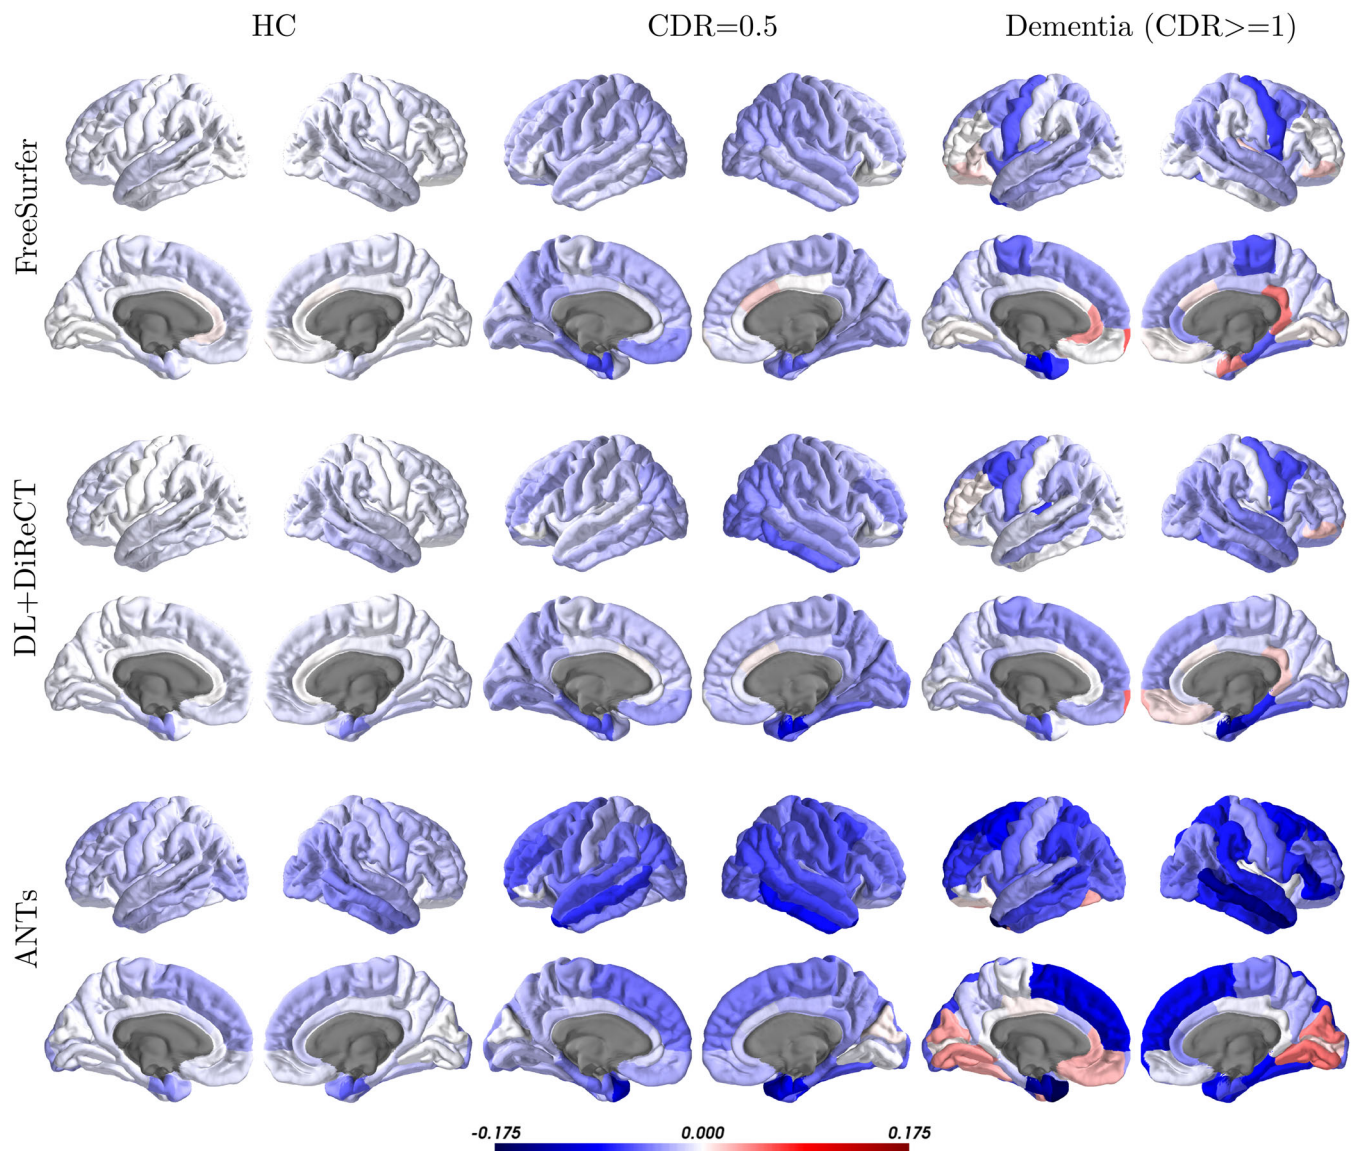 HC CDR=0.5 Dementia (CDR>=1)
FreeSurfer
DL+DiReCT
ANTs
-0.175 0.000 0.175